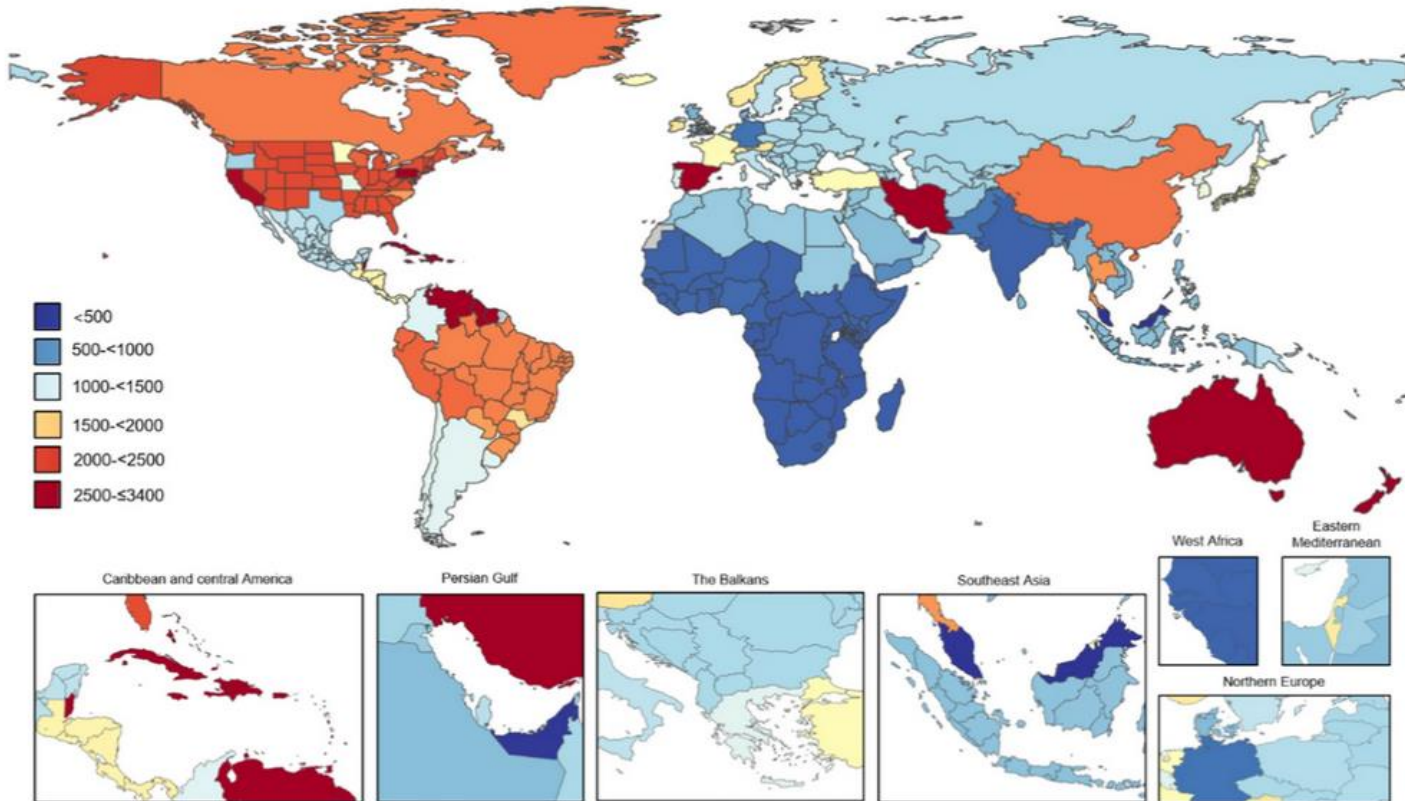 <500
500-<1000
1000-<1500
1500-<2000
2000-<2500
2500-≤3400
Caribbean and central America
Persian Gulf
The Balkans
Southeast Asia
West Africa
Eastern
Mediterranean
Northern Europe